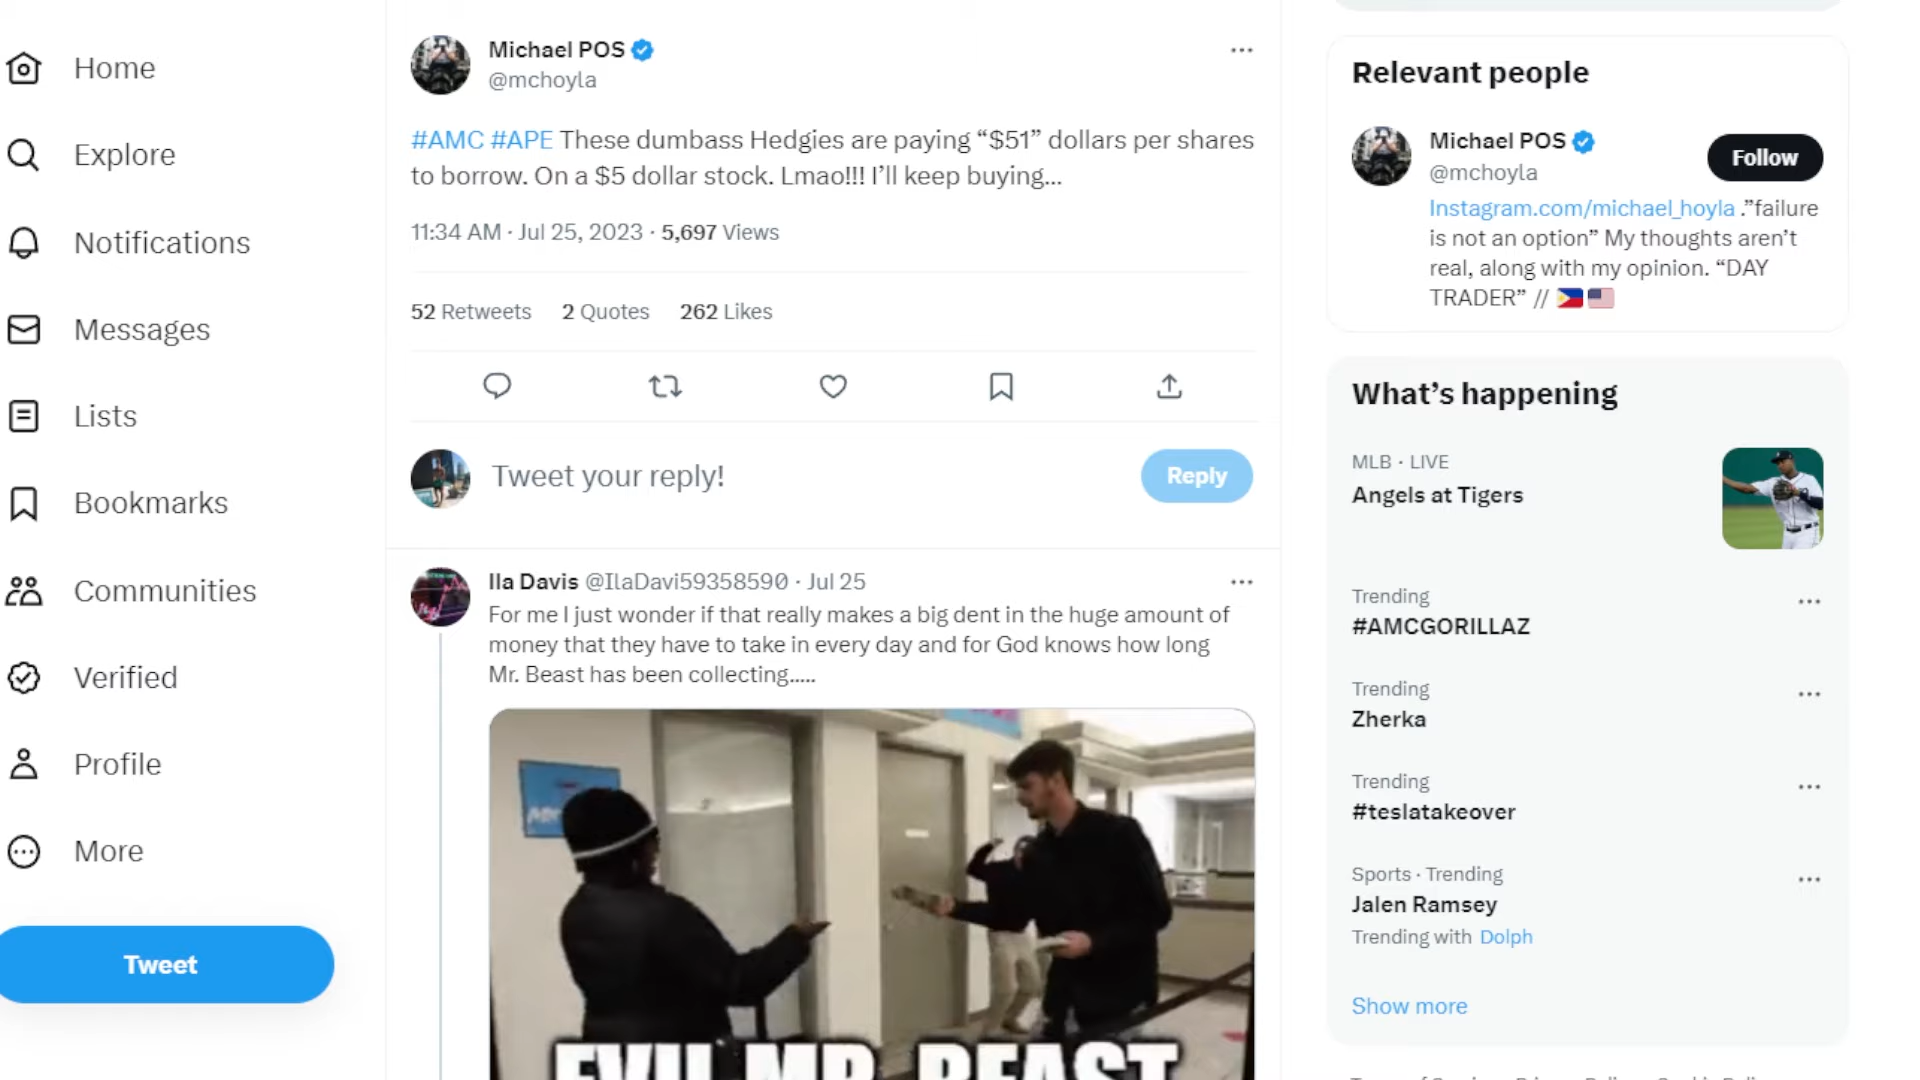 Home
Explore
Notifications
Messages
Lists
Bookmarks
Communities
Verified
Profile
More
Tweet
Michael POS
@mchoyla
#AMC #APE These dumbass Hedgies are paying “$51” dollars per shares
to borrow. On a $5 dollar stock. Lmao!!! I’ll keep buying...
11:34 AM · Jul 25, 2023 · 5,697 Views
52 Retweets 2 Quotes 262 Likes
Tweet your reply!
Reply
Ila Davis @IlaDavi59358590 · Jul 25
For me I just wonder if that really makes a big dent in the huge amount of
money that they have to take in every day and for God knows how long
Mr. Beast has been collecting.....
EVIL MR. BEAST
Relevant people
Michael POS
@mchoyla
Follow
Instagram.com/michael_hoyla .”failure
is not an option” My thoughts aren’t
real, along with my opinion. “DAY
TRADER” //
What’s happening
MLB · LIVE
Angels at Tigers
Trending
#AMCGORILLAZ
Trending
Zherka
Trending
#teslatakeover
Sports · Trending
Jalen Ramsey
Trending with Dolph
Show more